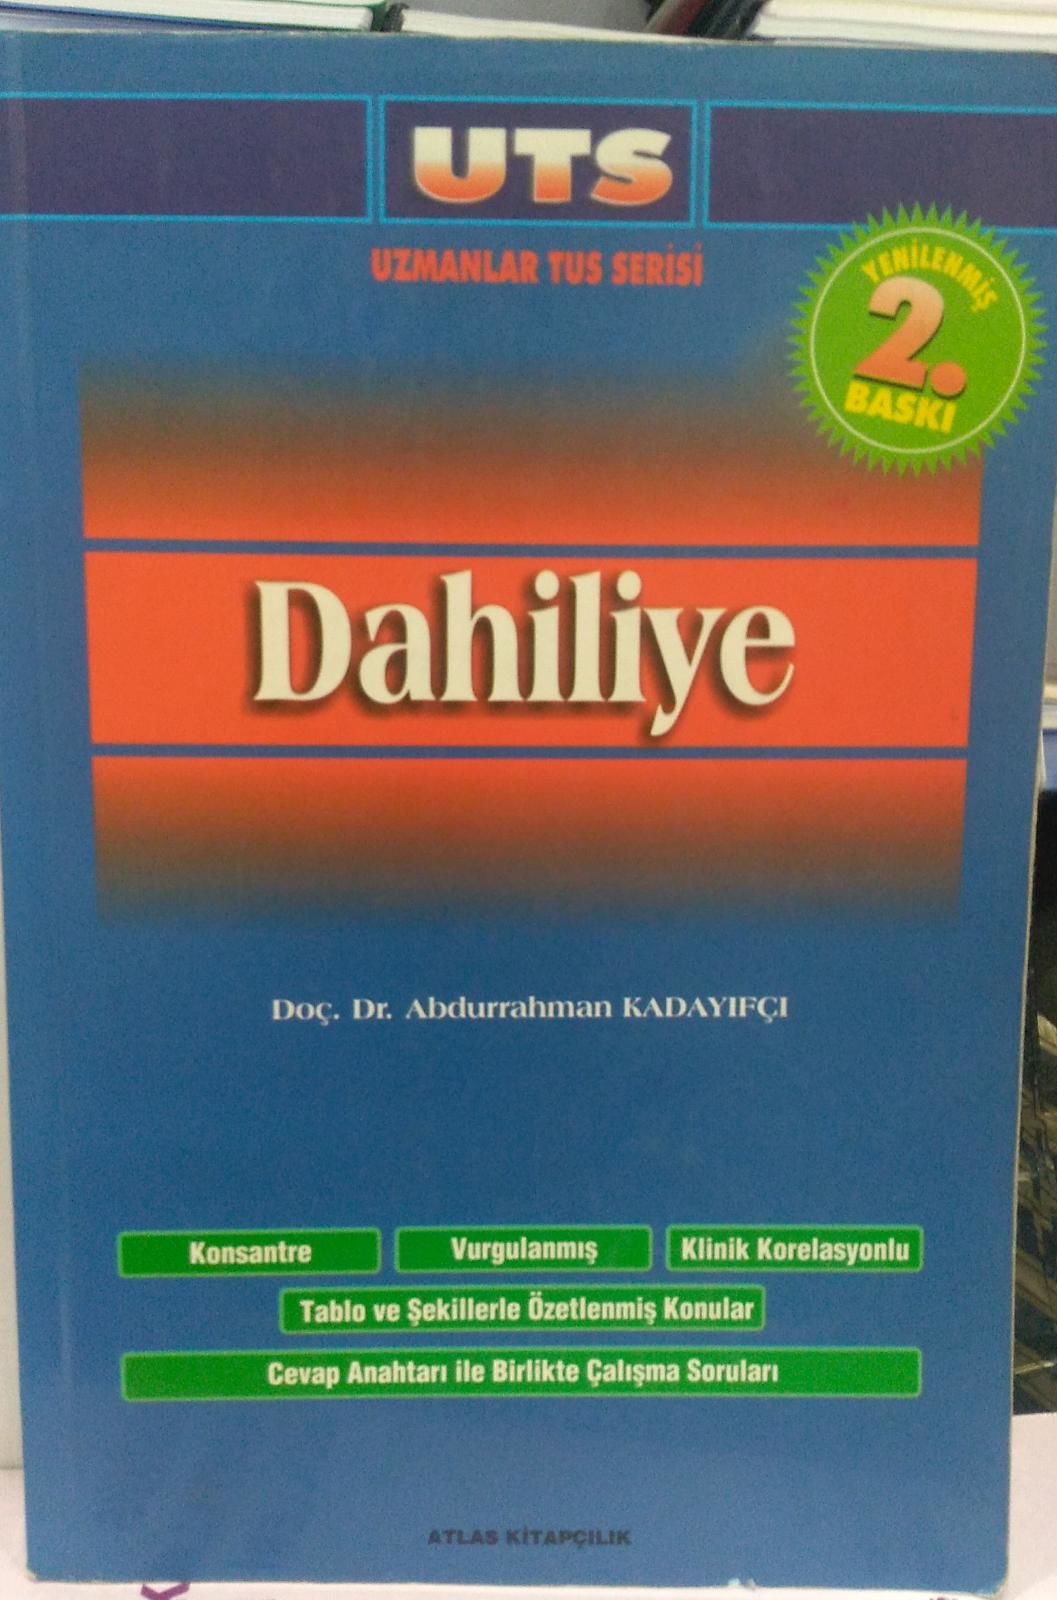 UTS
UZMANLAR TUS SERİSİ
YENİLENMİŞ
2.
BASKI
Dahiliye
Doç. Dr. Abdurrahman KADAYIFÇI
Konsantre
Vurgulanmış
Klinik Korelasyonlu
Tablo ve Şekillerle Özetlenmiş Konular
Cevap Anahtarı ile Birlikte Çalışma Soruları
ATLAS KİTAPÇILIK